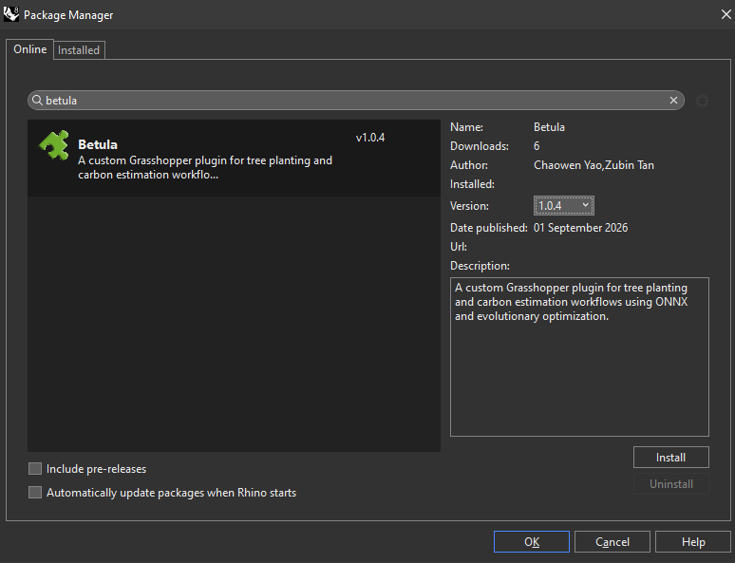 Package Manager
Online
Installed
betula
Betula
v1.0.4
A custom Grasshopper plugin for tree planting and
carbon estimation workflo...
Name: Betula
Downloads: 6
Author: Chaowen Yao,Zubin Tan
Installed:
Version: 1.0.4
Date published: 01 September 2026
Url:
Description:
A custom Grasshopper plugin for tree planting
and carbon estimation workflows using ONNX
and evolutionary optimization.
Include pre-releases
Automatically update packages when Rhino starts
Install
Uninstall
OK
Cancel
Help